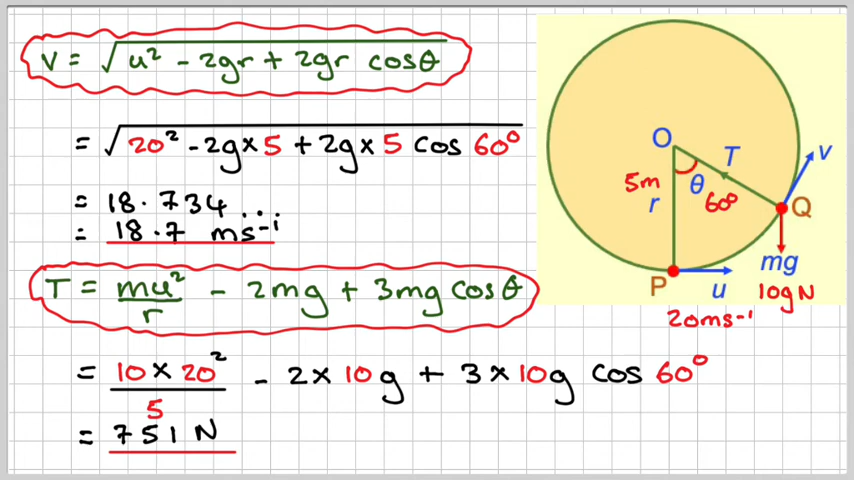 V = √u² - 2gr + 2gr cosθ
= √20² - 2g×5 + 2g×5 cos 60°
= 18.734...
= 18.7 ms⁻¹
T = mu²/r - 2mg + 3mg cosθ
= 10 × 20²/5 - 2 × 10g + 3 × 10g cos 60°
= 751 N
O
T
v
5m
θ
r
60°
Q
mg
P
u
10g N
20ms⁻¹